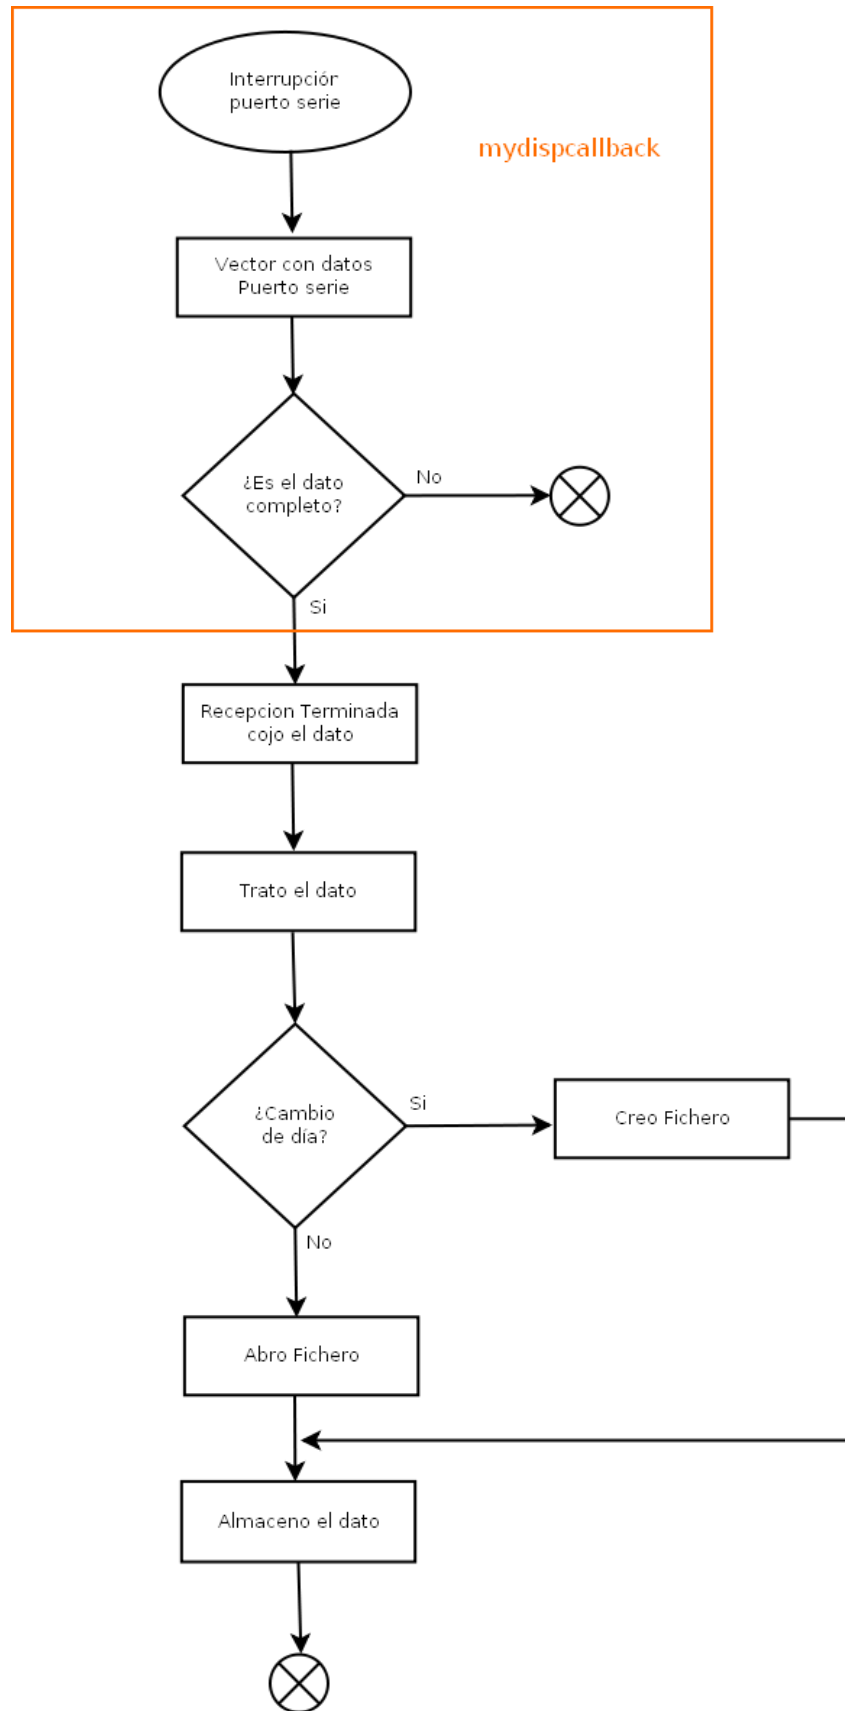 Interrupción
puerto serie
mydispcallback
Vector con datos
Puerto serie
¿Es el dato
completo?
No
Si
Recepcion Terminada
cojo el dato
Trato el dato
¿Cambio
de día?
Si
Creo Fichero
No
Abro Fichero
Almaceno el dato